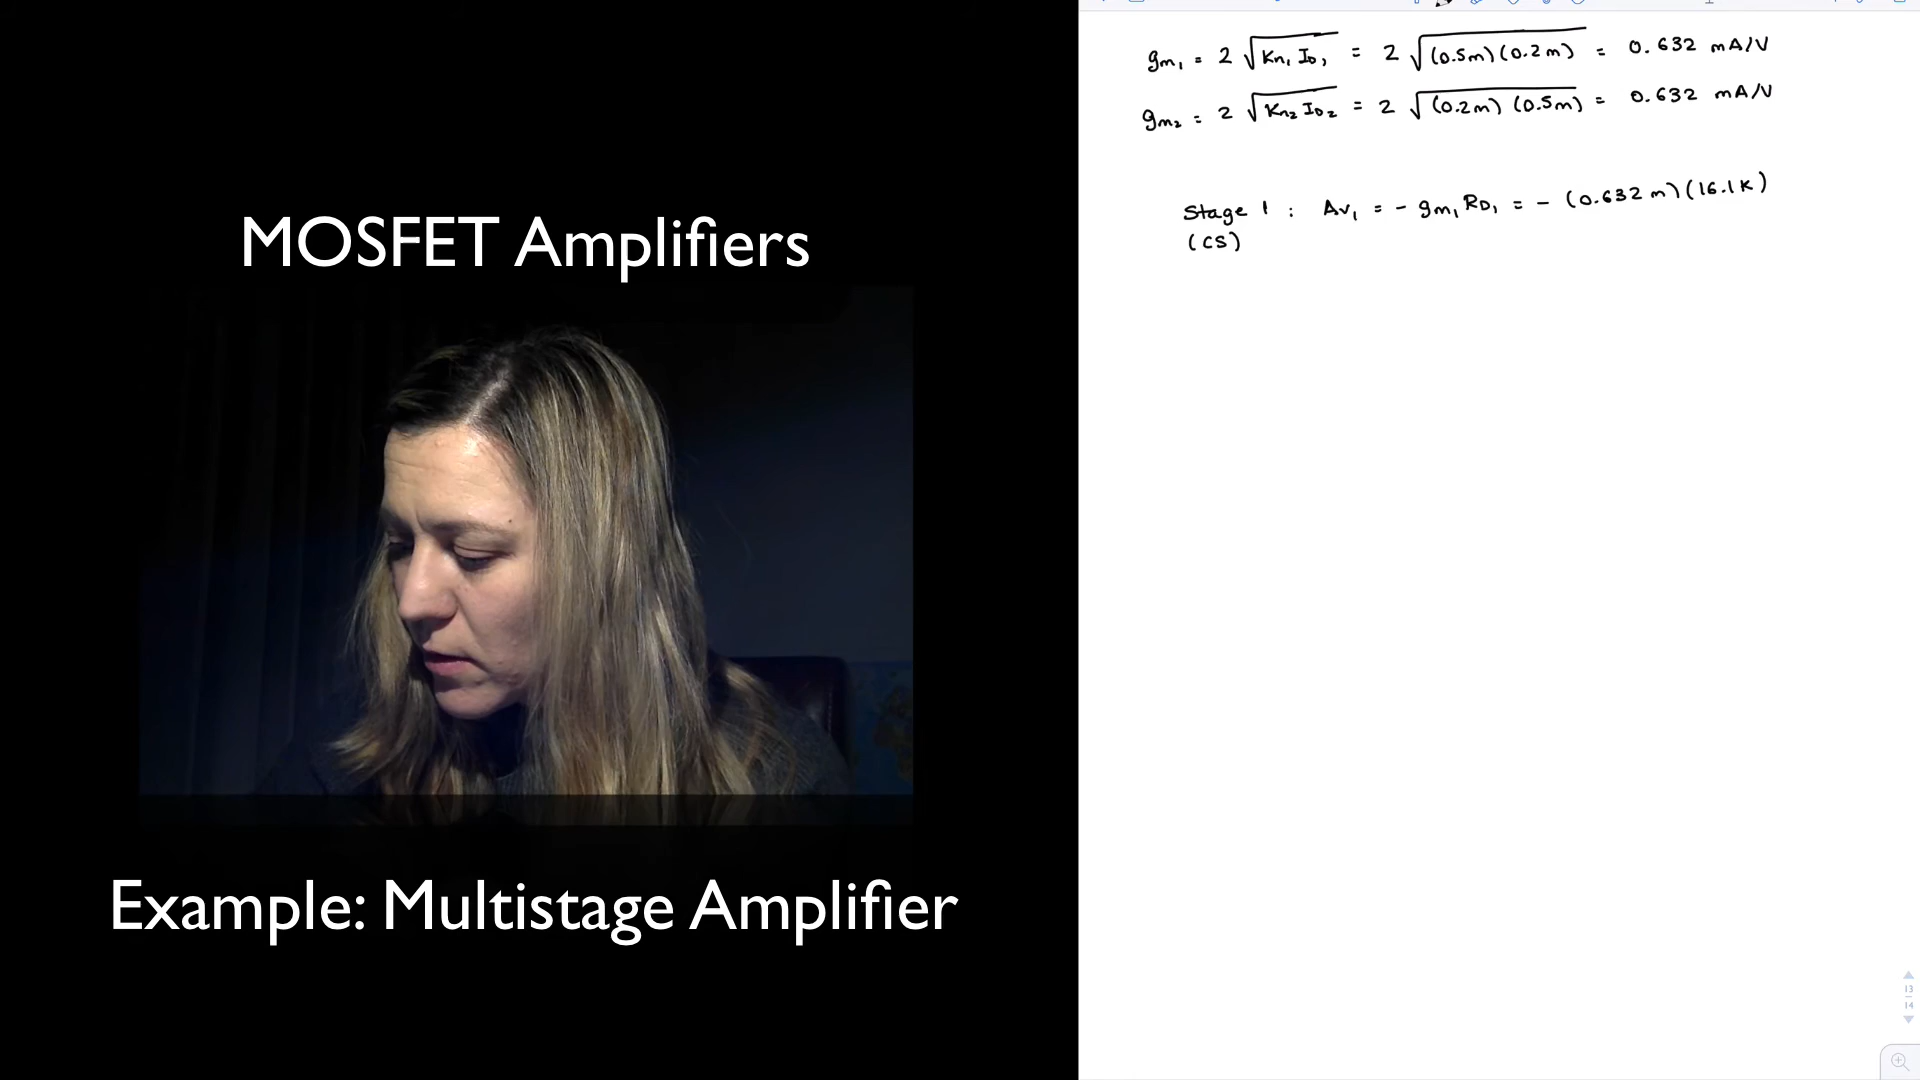 MOSFET Amplifiers
Example: Multistage Amplifier
gm1 = 2 √(Kn1 ID1) = 2 √((0.5m)(0.2m)) = 0.632 mA/V
gm2 = 2 √(Kn2 ID2) = 2 √((0.2m)(0.5m)) = 0.632 mA/V
Stage 1 : Av1 = - gm1 RD1 = - (0.632 m)(16.1K)
(CS)
13
14